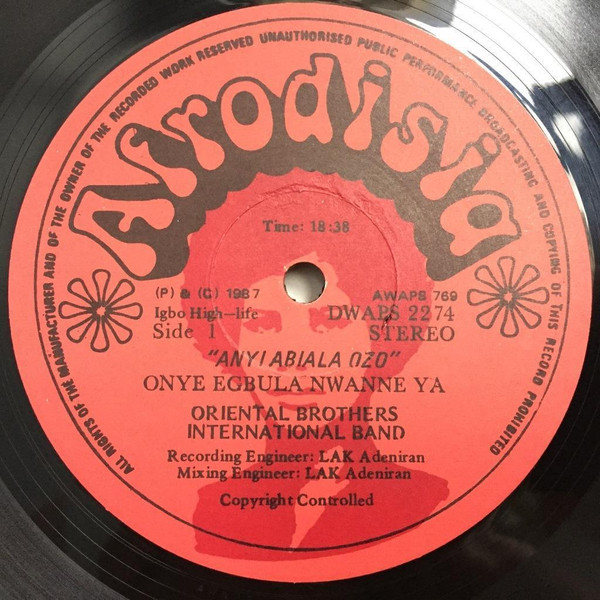 ALL RIGHTS OF THE MANUFACTURER AND OF THE OWNER OF THE RECORDED WORK RESERVED UNAUTHORISED PUBLIC PERFORMANCE BROADCASTING AND COPYING OF THIS RECORD PROHIBITED
Afrodisia
Time: 18:38
(P) & (C) 1987 AWAPS 769
Igbo High-life DWAPS 2274
Side 1 STEREO
"ANYI ABIALA OZO"
ONYE EGBULA NWANNE YA
ORIENTAL BROTHERS
INTERNATIONAL BAND
Recording Engineer: LAK Adeniran
Mixing Engineer: LAK Adeniran
Copyright Controlled